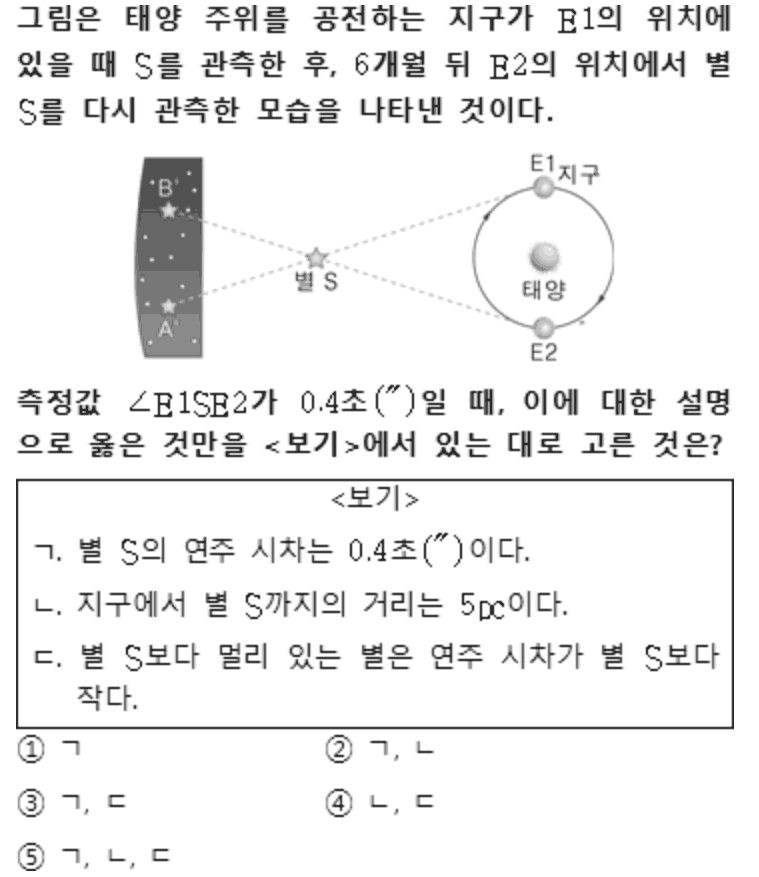 그림은 태양 주위를 공전하는 지구가 E1의 위치에
있을 때 S를 관측한 후, 6개월 뒤 E2의 위치에서 별
S를 다시 관측한 모습을 나타낸 것이다.
E1 지구
B'
별 S
태양
A'
E2
측정값 ∠E1SE2가 0.4초(″)일 때, 이에 대한 설명
으로 옳은 것만을 <보기>에서 있는 대로 고른 것은?
<보기>
ㄱ. 별 S의 연주 시차는 0.4초(″)이다.
ㄴ. 지구에서 별 S까지의 거리는 5pc이다.
ㄷ. 별 S보다 멀리 있는 별은 연주 시차가 별 S보다
작다.
① ㄱ ② ㄱ, ㄴ
③ ㄱ, ㄷ ④ ㄴ, ㄷ
⑤ ㄱ, ㄴ, ㄷ